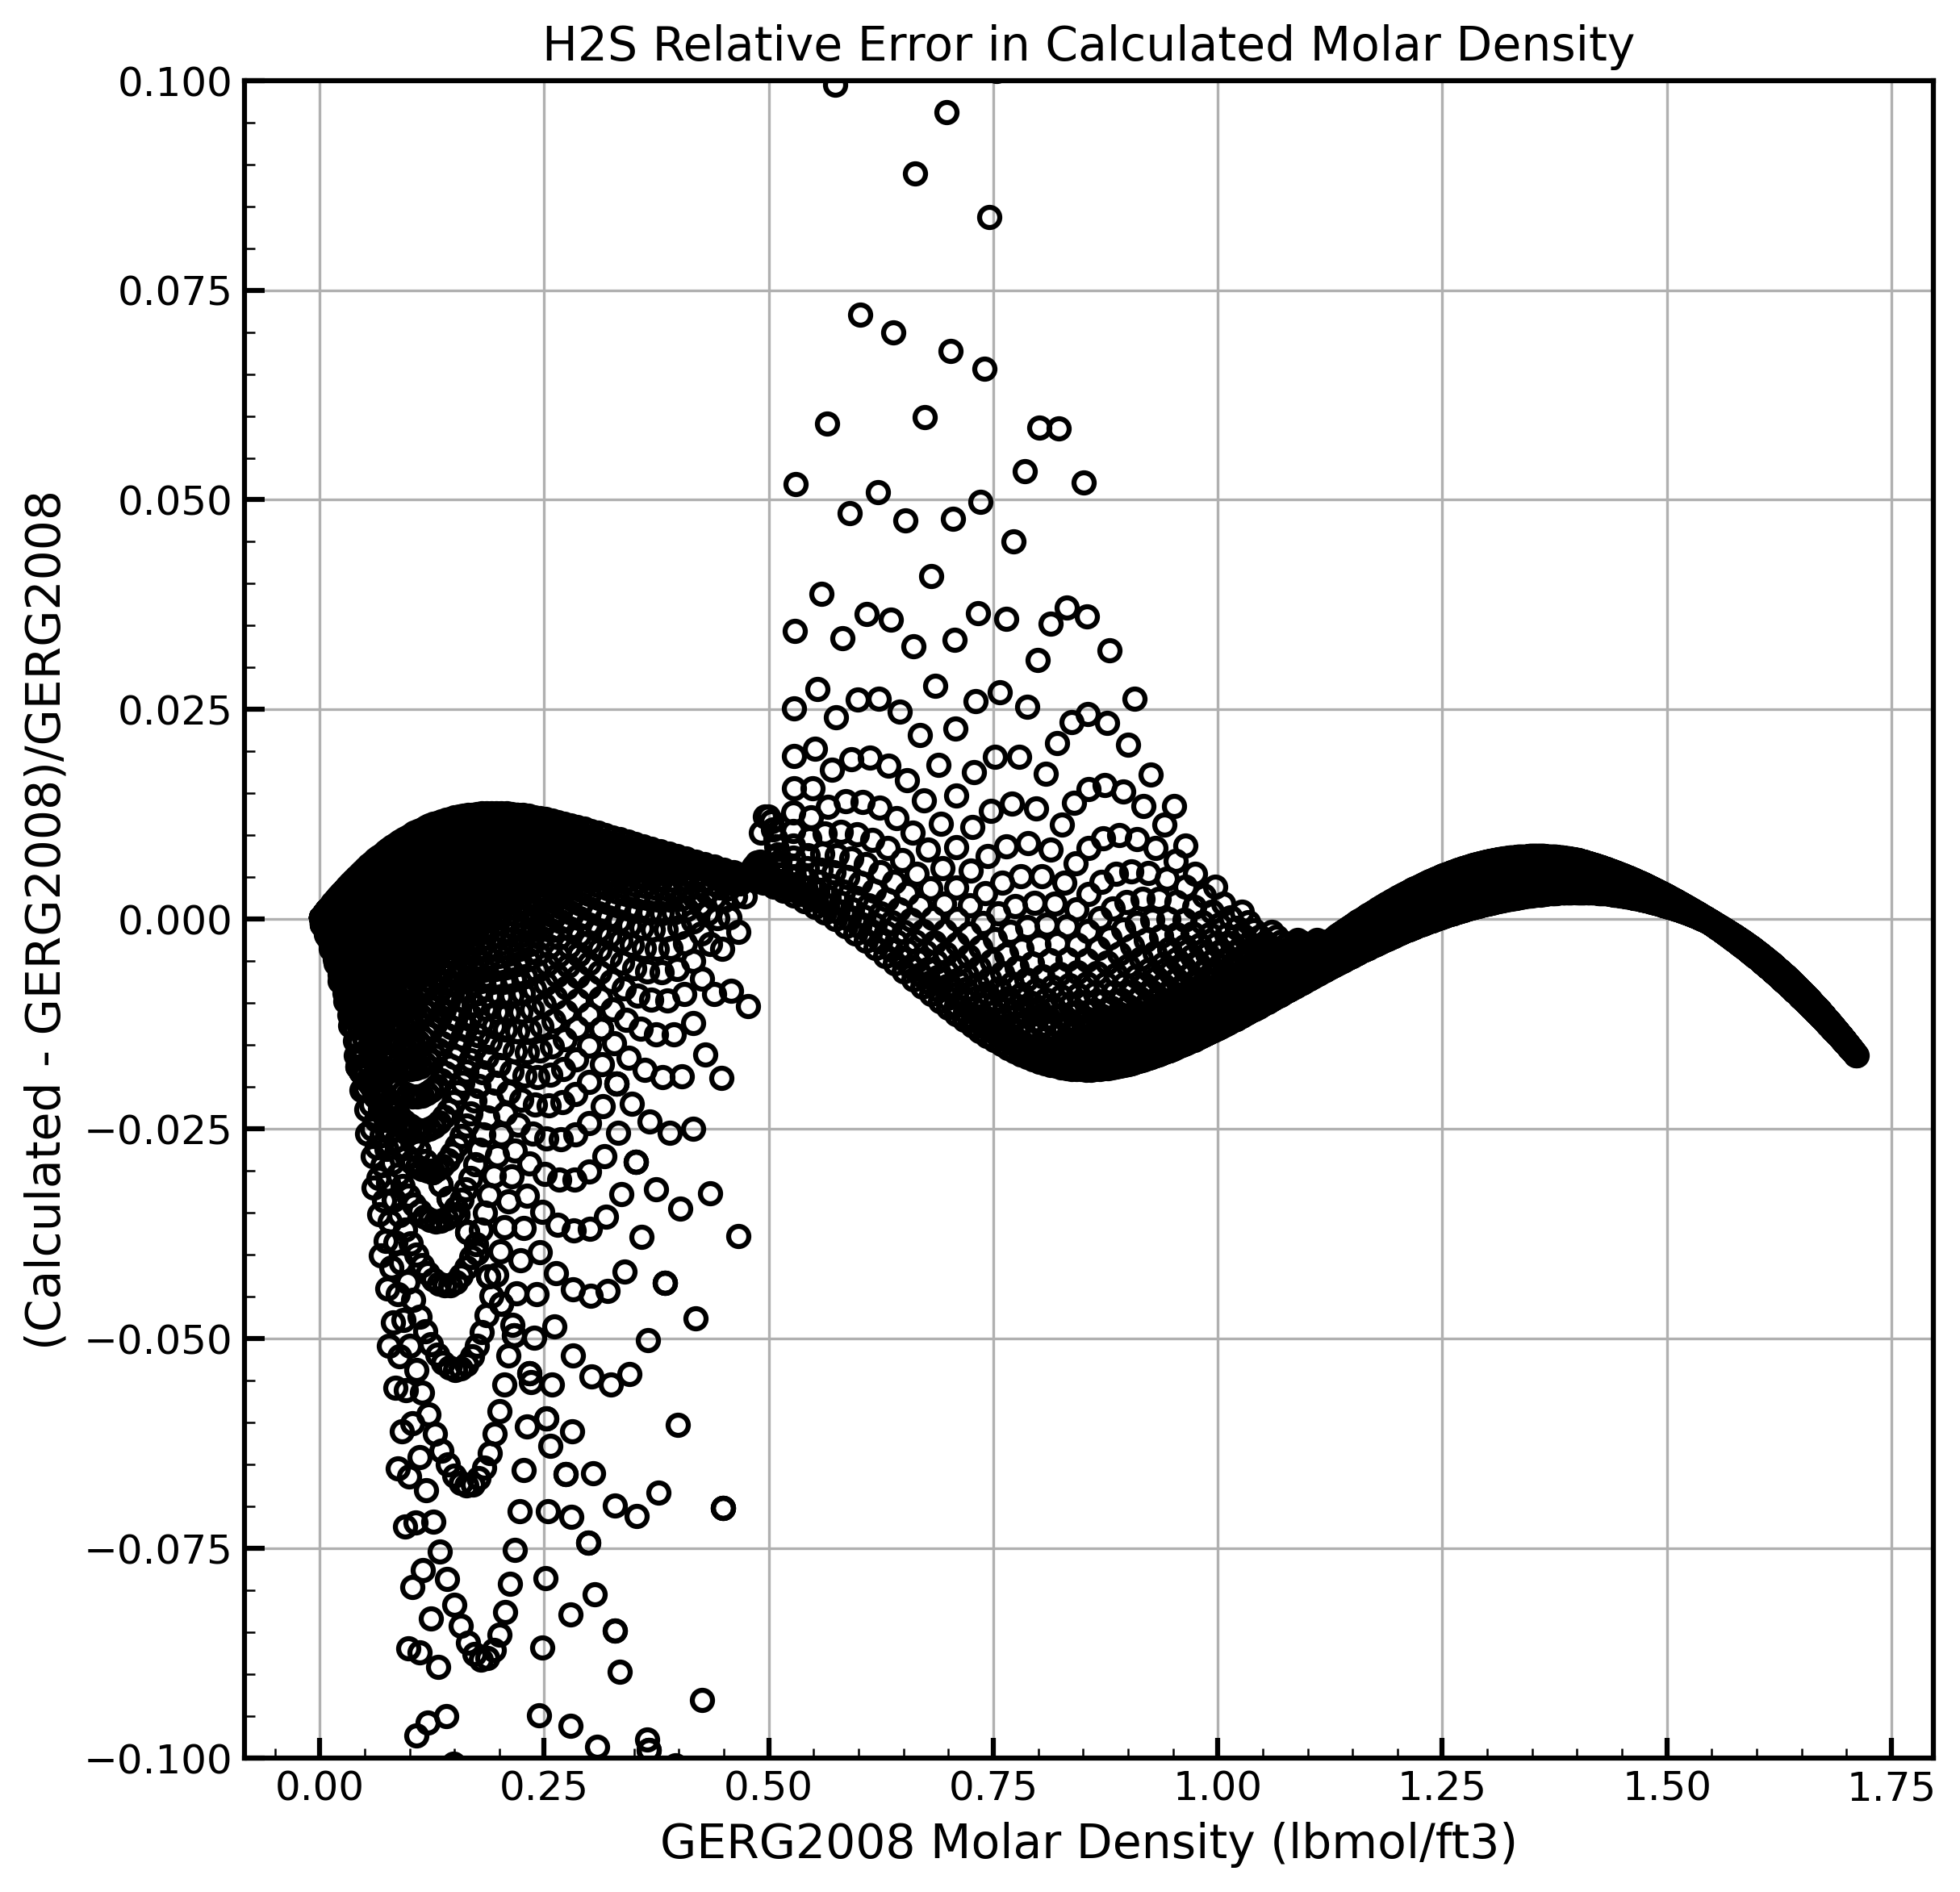 H2S Relative Error in Calculated Molar Density
0.100
0.075
0.050
0.025
0.000
−0.025
−0.050
−0.075
−0.100
(Calculated - GERG2008)/GERG2008
0.00 0.25 0.50 0.75 1.00 1.25 1.50 1.75
GERG2008 Molar Density (lbmol/ft3)